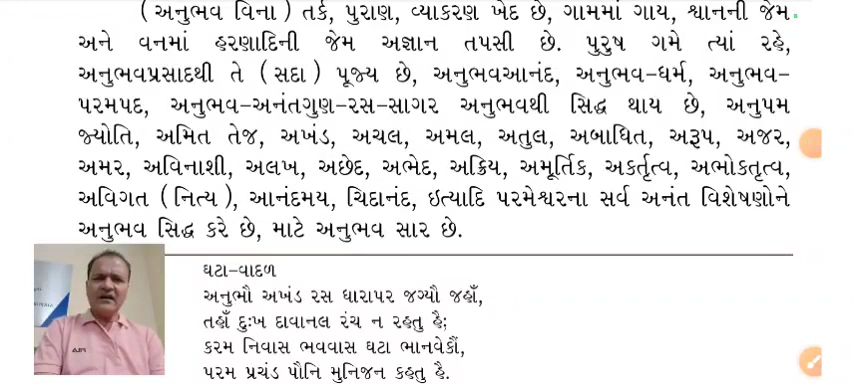 (અનુભવ વિના) તર્ક, પુરાણ, વ્યાકરણ ખેદ છે, ગામમાં ગાય, શ્વાનની જેમ
અને વનમાં હરણાદિની જેમ અજ્ઞાન તપસી છે. પુરુષ ગમે ત્યાં રહે,
અનુભવપ્રસાદથી તે (સદા) પૂજ્ય છે, અનુભવઆનંદ, અનુભવ-ધર્મ, અનુભવ-
પરમપદ, અનુભવ-અનંતગુણ-રસ-સાગર અનુભવથી સિદ્ધ થાય છે, અનુપમ
જ્યોતિ, અમિત તેજ, અખંડ, અચલ, અમલ, અતુલ, અબાધિત, અરૂપ, અજર,
અમર, અવિનાશી, અલખ, અછેદ, અભેદ, અક્રિય, અમૂર્તિક, અકર્તૃત્વ, અભોકતૃત્વ,
અવિગત (નિત્ય), આનંદમય, ચિદાનંદ, ઇત્યાદિ પરમેશ્વરના સર્વ અનંત વિશેષણોને
અનુભવ સિદ્ધ કરે છે, માટે અનુભવ સાર છે.
ઘટા-વાદળ
અનુભૌ અખંડ રસ ધારાધર જગ્યૌ જહાઁ,
તહાઁ દુઃખ દાવાનલ રંચ ન રહતુ હૈ;
કરમ નિવાસ ભવવાસ ઘટા ભાનવેકૌં,
પરમ પ્રચંડ પૌનિ મુનિજન કહતુ હૈ.